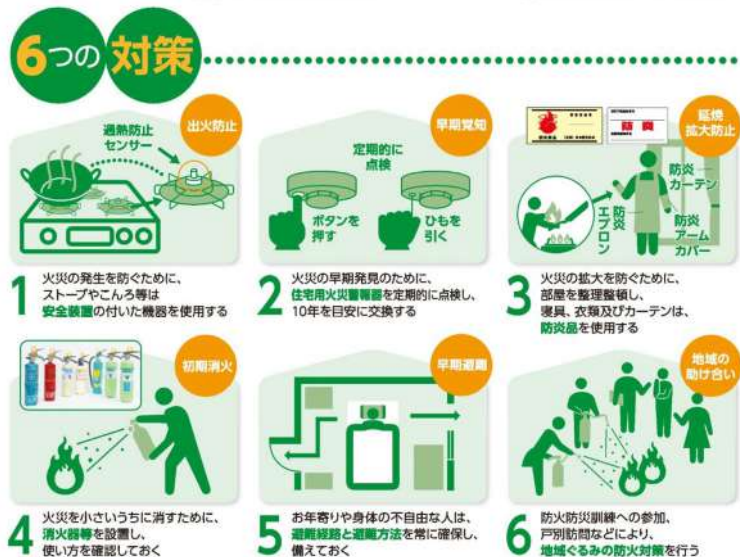 6つの対策
出火防止
過熱防止
センサー
1
火災の発生を防ぐために、
ストーブやこんろ等は
安全装置の付いた機器を使用する
早期覚知
定期的に
点検
ボタンを
押す
ひもを
引く
2
火災の早期発見のために、
住宅用火災警報器を定期的に点検し、
10年を目安に交換する
延焼
拡大防止
防炎
防炎
カーテン
防炎
エプロン
防炎
アーム
カバー
3
火災の拡大を防ぐために、
部屋を整理整頓し、
寝具、衣類及びカーテンは、
防炎品を使用する
初期消火
4
火災を小さいうちに消すために、
消火器等を設置し、
使い方を確認しておく
早期避難
5
お年寄りや身体の不自由な人は、
避難経路と避難方法を常に確保し、
備えておく
地域の
助け合い
6
防火防災訓練への参加、
戸別訪問などにより、
地域ぐるみの防火対策を行う